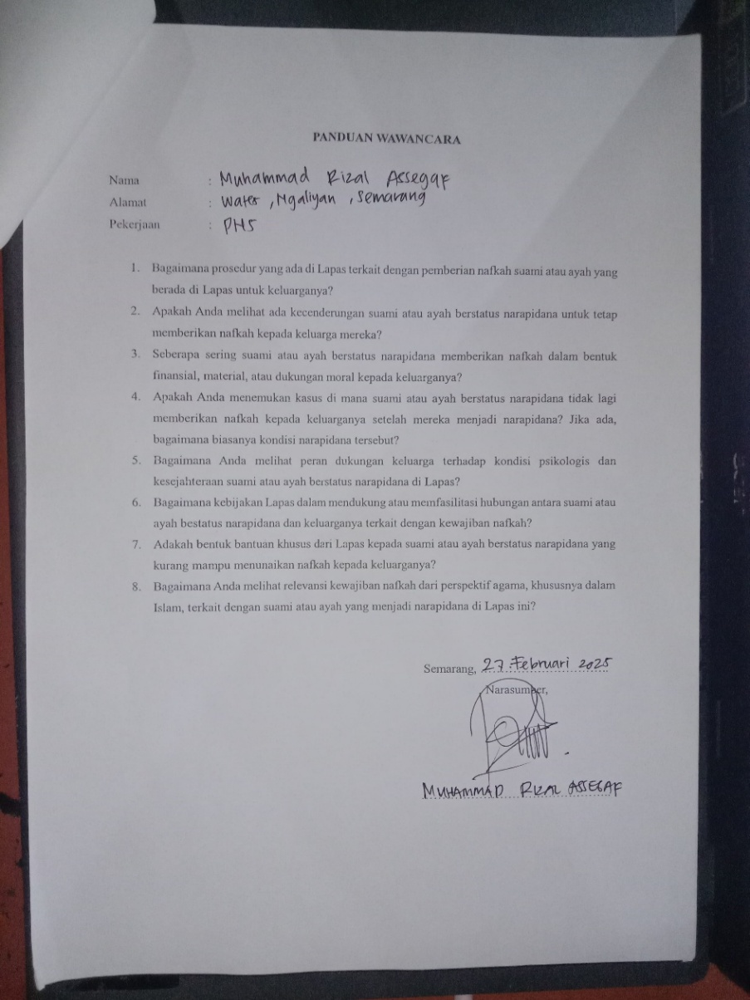 PANDUAN WAWANCARA
Nama : Muhammad Rizal Assegaf
Alamat : Wates, Ngaliyan, Semarang
Pekerjaan : PNS
1. Bagaimana prosedur yang ada di Lapas terkait dengan pemberian nafkah suami atau ayah yang
berada di Lapas untuk keluarganya?
2. Apakah Anda melihat ada kecenderungan suami atau ayah berstatus narapidana untuk tetap
memberikan nafkah kepada keluarga mereka?
3. Seberapa sering suami atau ayah berstatus narapidana memberikan nafkah dalam bentuk
finansial, material, atau dukungan moral kepada keluarganya?
4. Apakah Anda menemukan kasus di mana suami atau ayah berstatus narapidana tidak lagi
memberikan nafkah kepada keluarganya setelah mereka menjadi narapidana? Jika ada,
bagaimana biasanya kondisi narapidana tersebut?
5. Bagaimana Anda melihat peran dukungan keluarga terhadap kondisi psikologis dan
kesejahteraan suami atau ayah berstatus narapidana di Lapas?
6. Bagaimana kebijakan Lapas dalam mendukung atau memfasilitasi hubungan antara suami atau
ayah bestatus narapidana dan keluarganya terkait dengan kewajiban nafkah?
7. Adakah bentuk bantuan khusus dari Lapas kepada suami atau ayah berstatus narapidana yang
kurang mampu menunaikan nafkah kepada keluarganya?
8. Bagaimana Anda melihat relevansi kewajiban nafkah dari perspektif agama, khususnya dalam
Islam, terkait dengan suami atau ayah yang menjadi narapidana di Lapas ini?
Semarang, 27 Februari 2025
Narasumber,
MUHAMMAD RIZAL ASSEGAF